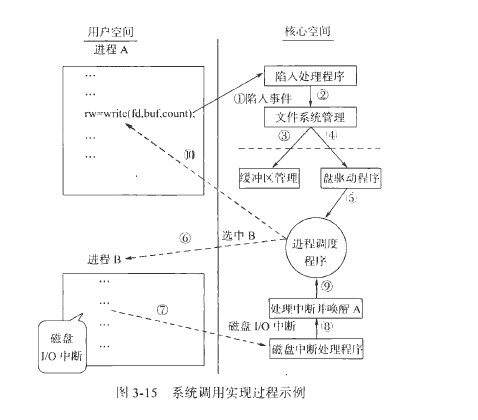 用户空间
核心空间
进程 A
...
rw=write(fd,buf,count);
...
...
陷入处理程序
①陷入事件
②
文件系统管理
③
④
缓冲区管理
盘驱动程序
⑤
⑩
⑥
选中 B
进程调度
程序
进程 B
...
...
...
...
⑦
⑨
处理中断并唤醒 A
磁盘 I/O 中断
⑧
磁盘中断处理程序
磁盘
I/O 中断
图 3-15 系统调用实现过程示例